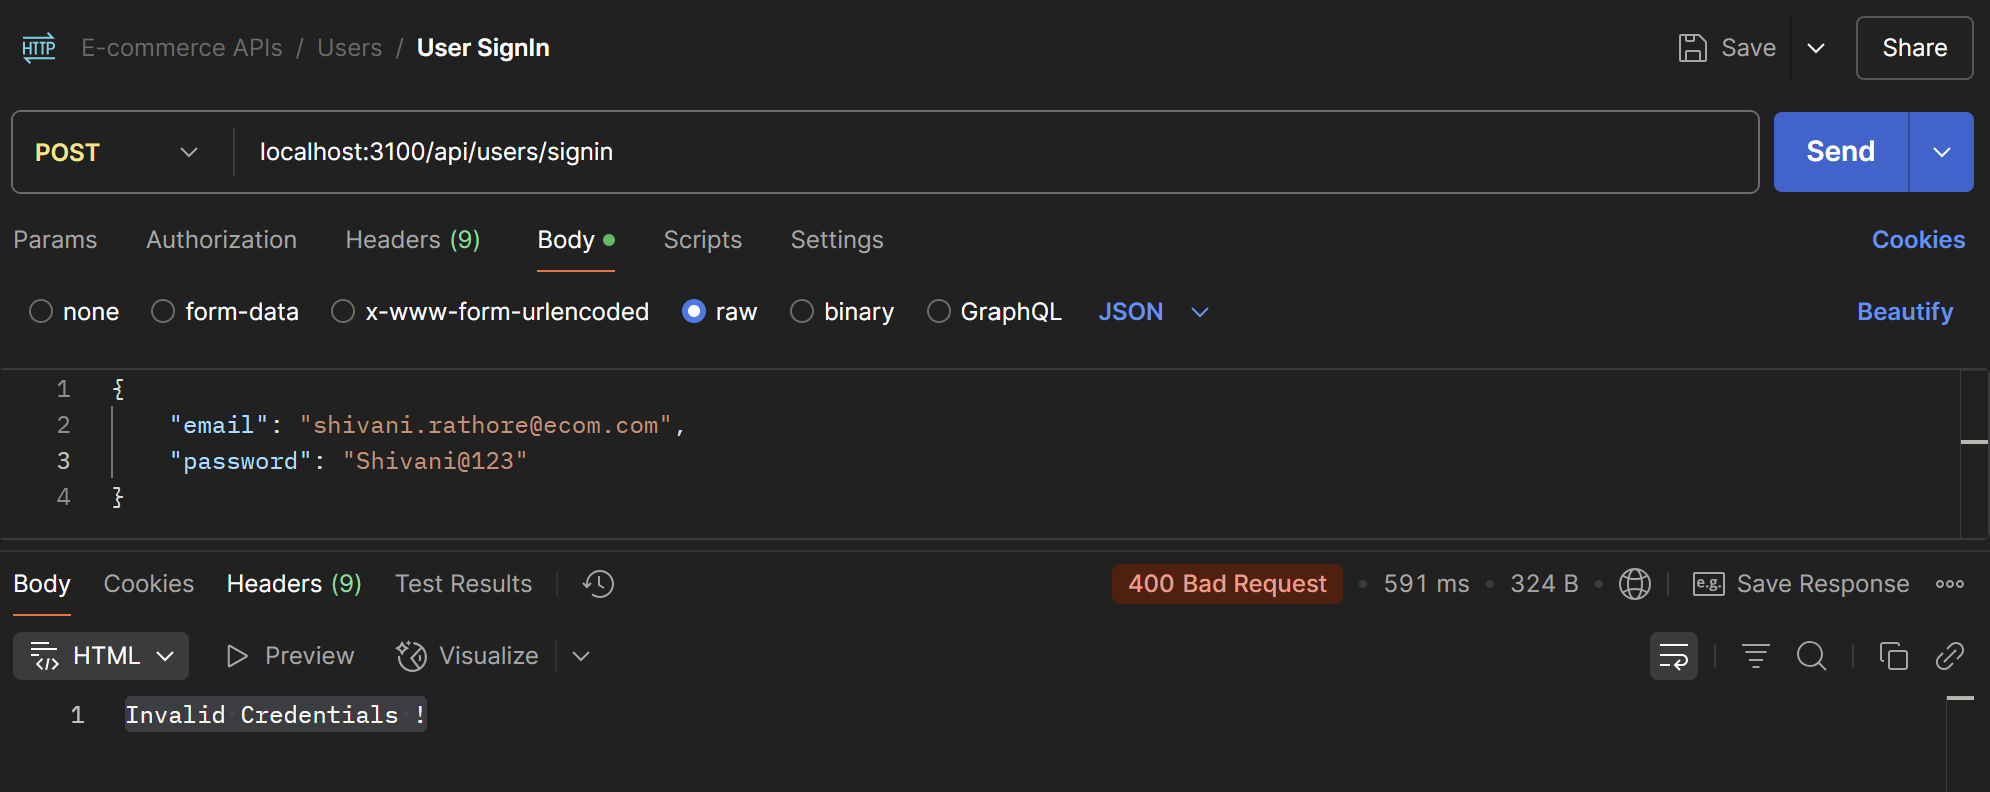 HTTP E-commerce APIs / Users / User SignIn Save Share
POST localhost:3100/api/users/signin Send
Params Authorization Headers (9) Body Scripts Settings Cookies
none form-data x-www-form-urlencoded raw binary GraphQL JSON Beautify
1 {
2 "email": "shivani.rathore@ecom.com",
3 "password": "Shivani@123"
4 }
Body Cookies Headers (9) Test Results 400 Bad Request • 591 ms • 324 B • e.g. Save Response
HTML Preview Visualize
1 Invalid Credentials !